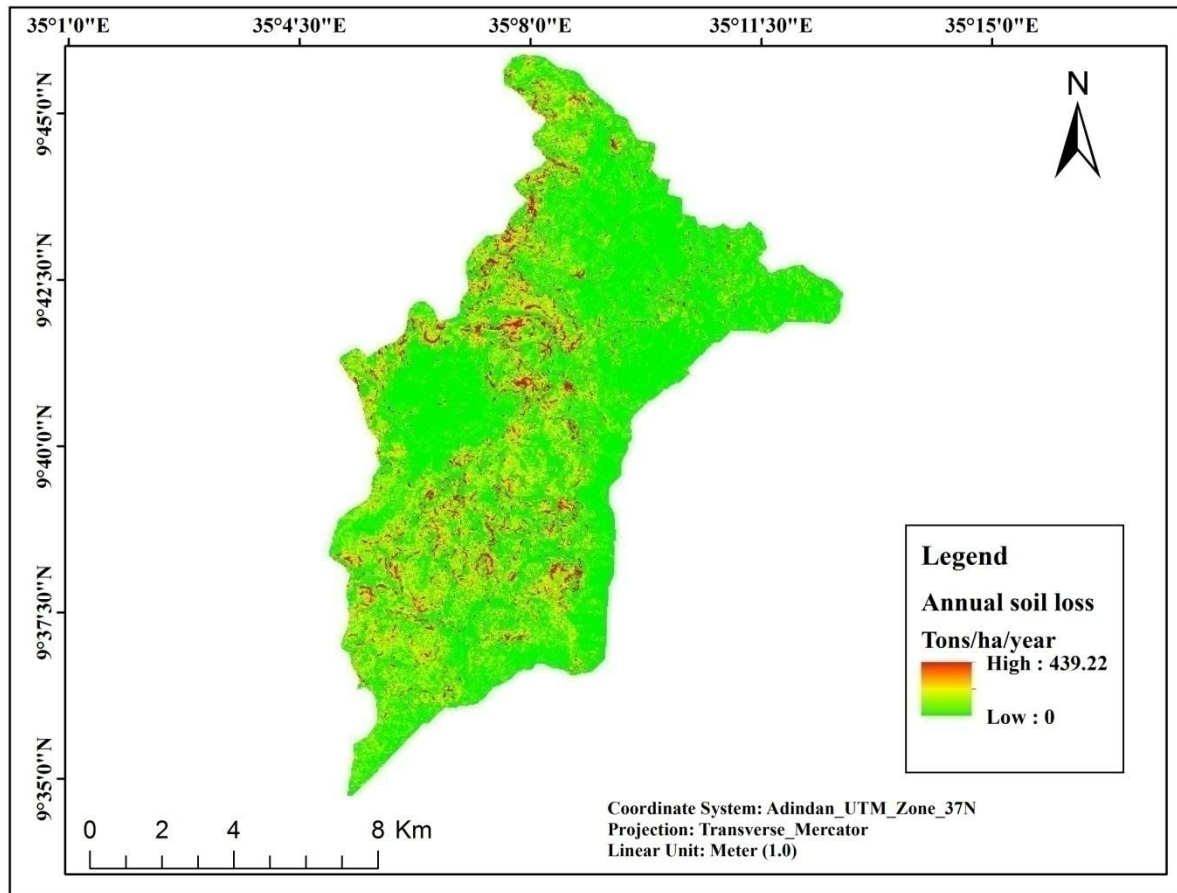 35°1'0"E 35°4'30"E 35°8'0"E 35°11'30"E 35°15'0"E
N
9°45'0"N
9°42'30"N
9°40'0"N
9°37'30"N
9°35'0"N
Legend
Annual soil loss
Tons/ha/year
High : 439.22
Low : 0
0 2 4 8 Km
Coordinate System: Adindan_UTM_Zone_37N
Projection: Transverse_Mercator
Linear Unit: Meter (1.0)